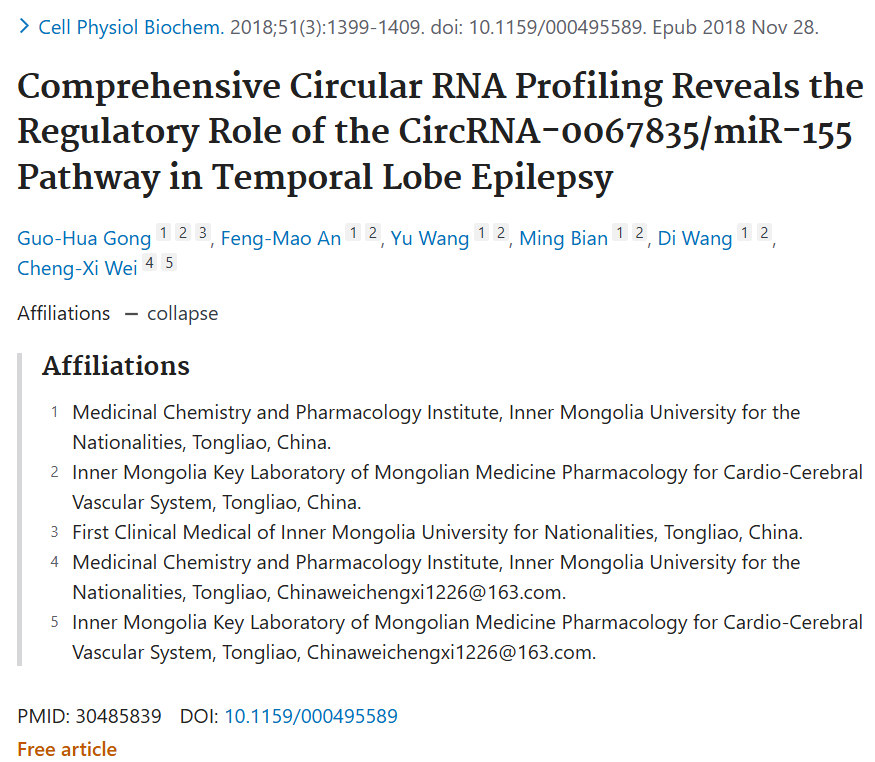 > Cell Physiol Biochem. 2018;51(3):1399-1409. doi: 10.1159/000495589. Epub 2018 Nov 28.
Comprehensive Circular RNA Profiling Reveals the
Regulatory Role of the CircRNA-0067835/miR-155
Pathway in Temporal Lobe Epilepsy
Guo-Hua Gong 1 2 3, Feng-Mao An 1 2, Yu Wang 1 2, Ming Bian 1 2, Di Wang 1 2,
Cheng-Xi Wei 4 5
Affiliations — collapse
Affiliations
1 Medicinal Chemistry and Pharmacology Institute, Inner Mongolia University for the
Nationalities, Tongliao, China.
2 Inner Mongolia Key Laboratory of Mongolian Medicine Pharmacology for Cardio-Cerebral
Vascular System, Tongliao, China.
3 First Clinical Medical of Inner Mongolia University for Nationalities, Tongliao, China.
4 Medicinal Chemistry and Pharmacology Institute, Inner Mongolia University for the
Nationalities, Tongliao, Chinaweichengxi1226@163.com.
5 Inner Mongolia Key Laboratory of Mongolian Medicine Pharmacology for Cardio-Cerebral
Vascular System, Tongliao, Chinaweichengxi1226@163.com.
PMID: 30485839 DOI: 10.1159/000495589
Free article